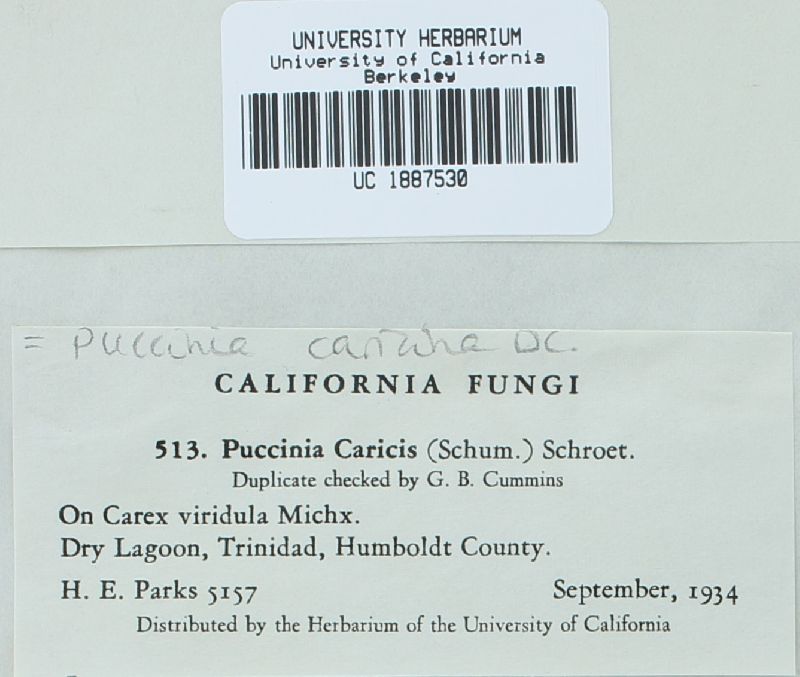 UNIVERSITY HERBARIUM
University of California
Berkeley
UC 1887530
= Puccinia caricina DC.
CALIFORNIA FUNGI
513. Puccinia Caricis (Schum.) Schroet.
Duplicate checked by G. B. Cummins
On Carex viridula Michx.
Dry Lagoon, Trinidad, Humboldt County.
H. E. Parks 5157 September, 1934
Distributed by the Herbarium of the University of California